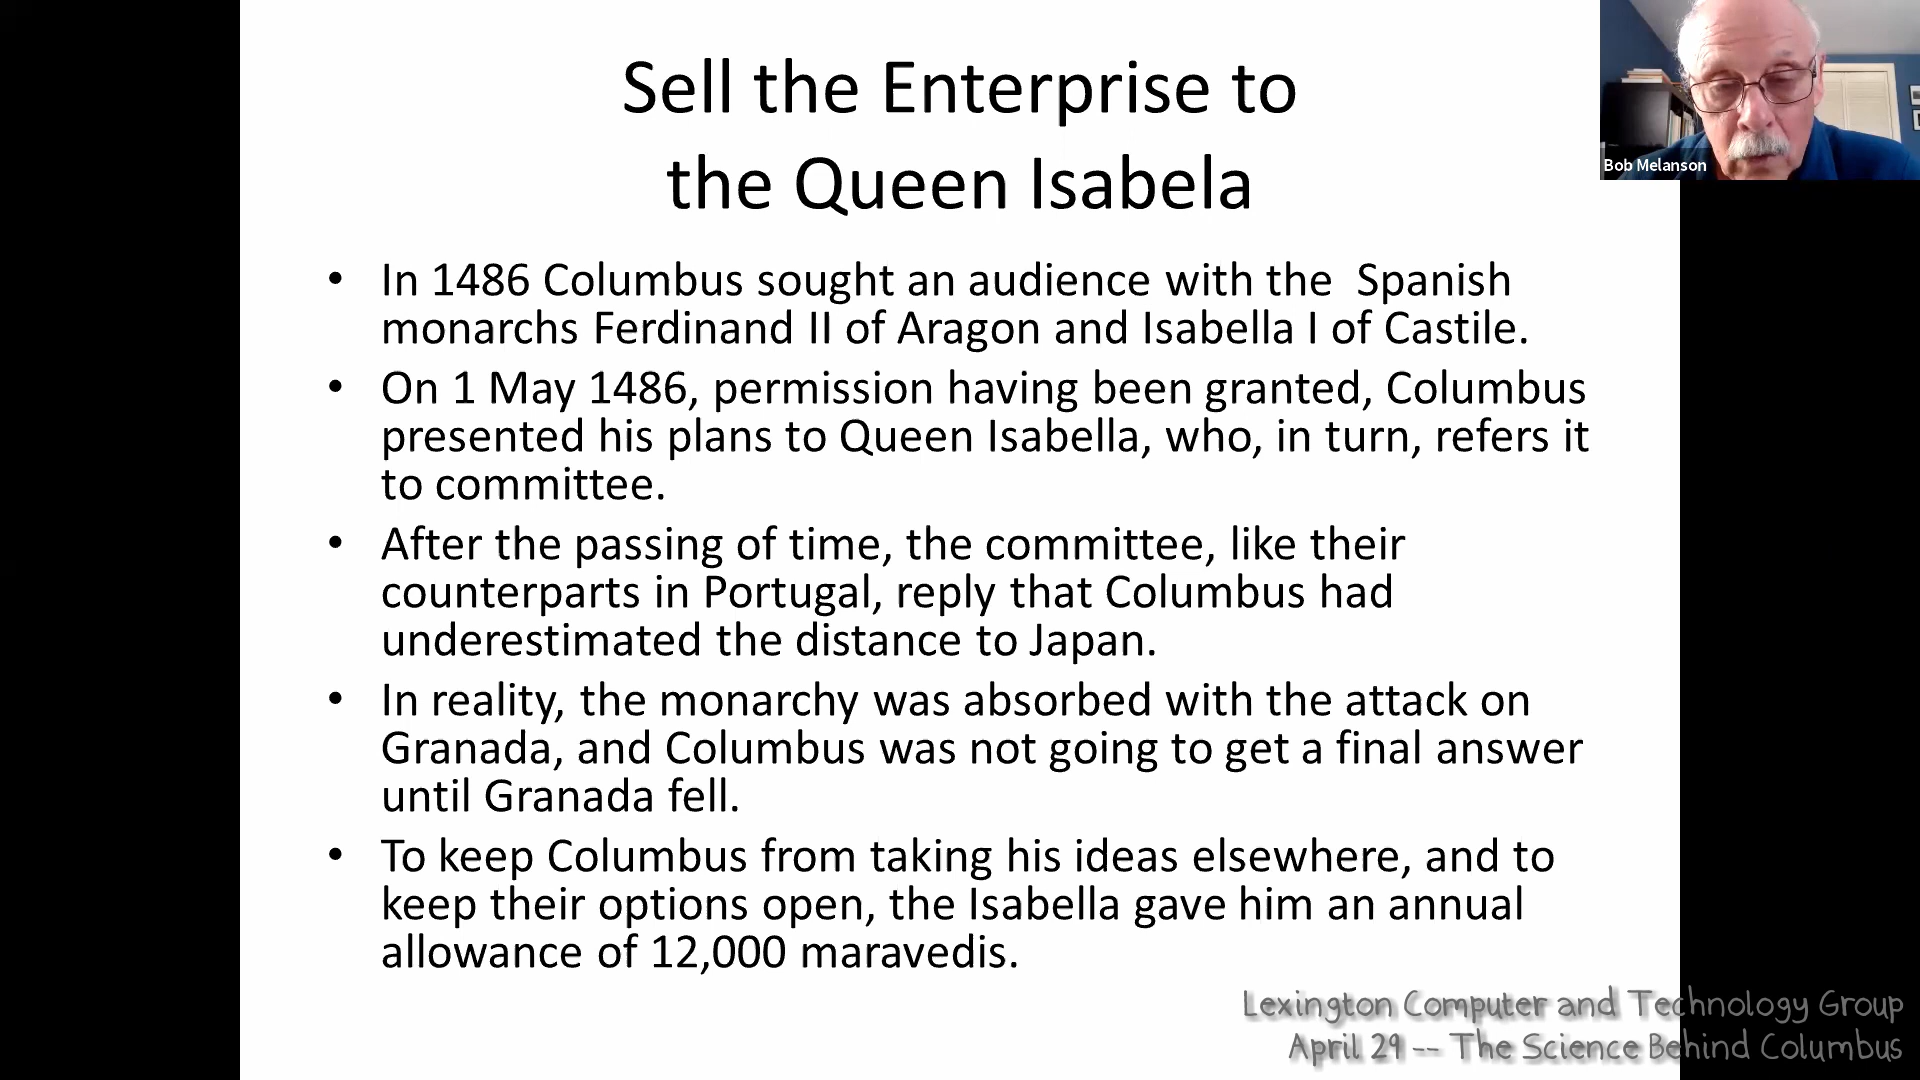 Sell the Enterprise to
the Queen Isabela
Bob Melanson
• In 1486 Columbus sought an audience with the  Spanish
monarchs Ferdinand II of Aragon and Isabella I of Castile.
• On 1 May 1486, permission having been granted, Columbus
presented his plans to Queen Isabella, who, in turn, refers it
to committee.
• After the passing of time, the committee, like their
counterparts in Portugal, reply that Columbus had
underestimated the distance to Japan.
• In reality, the monarchy was absorbed with the attack on
Granada, and Columbus was not going to get a final answer
until Granada fell.
• To keep Columbus from taking his ideas elsewhere, and to
keep their options open, the Isabella gave him an annual
allowance of 12,000 maravedis.
Lexington Computer and Technology Group
April 29 -- The Science Behind Columbus